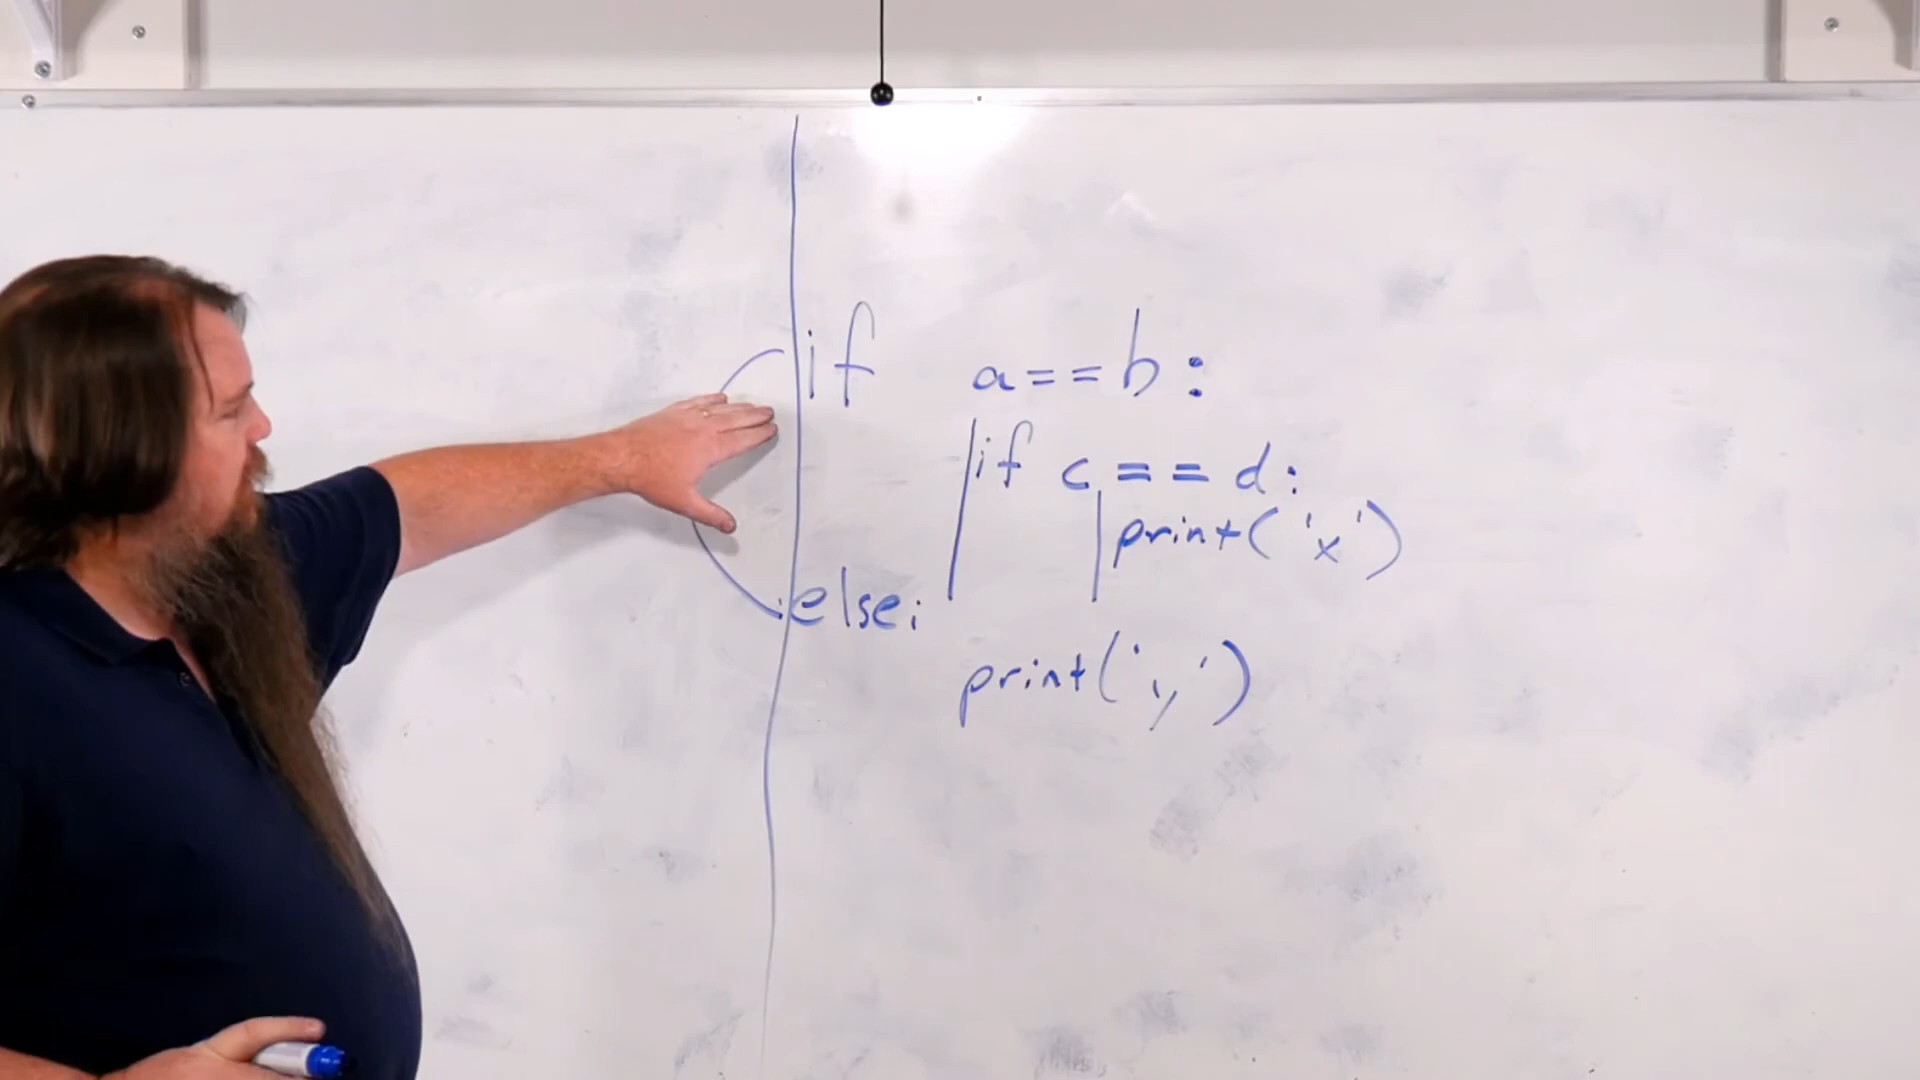 if a==b:
if c == d:
print('x')
else:
print('y')